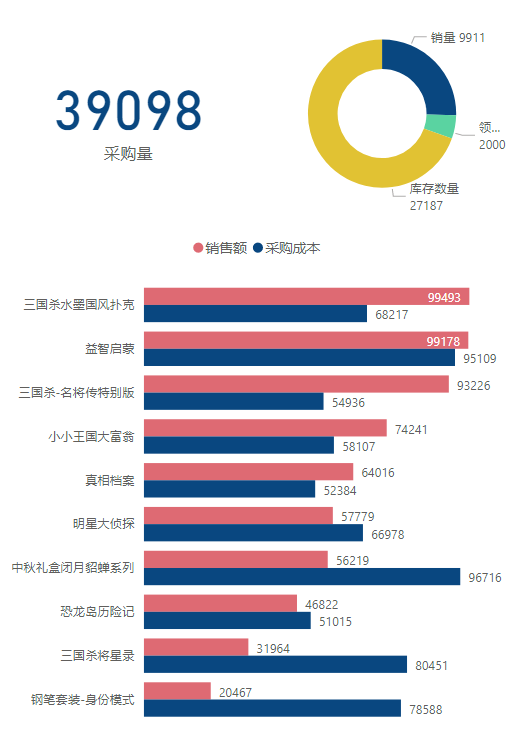 销量 9911
39098
采购量
领...
2000
库存数量
27187
销售额 采购成本
三国杀水墨国风扑克 99493
68217
益智启蒙 99178
95109
三国杀-名将传特别版 93226
54936
小小王国大富翁 74241
58107
真相档案 64016
52384
明星大侦探 57779
66978
中秋礼盒闭月貂蝉系列 56219
96716
恐龙岛历险记 46822
51015
三国杀将星录 31964
80451
钢笔套装-身份模式 20467
78588